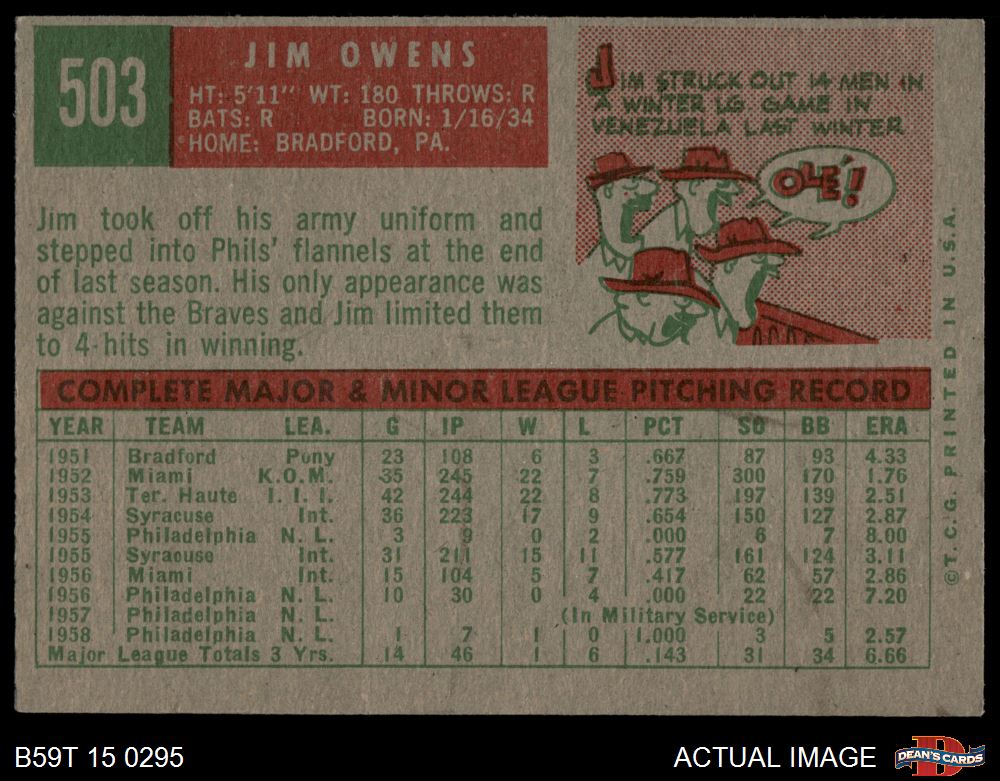 503
JIM OWENS
HT: 5'11" WT: 180 THROWS: R
BATS: R BORN: 1/16/34
HOME: BRADFORD, PA.
Jim took off his army uniform and
stepped into Phils' flannels at the end
of last season. His only appearance was
against the Braves and Jim limited them
to 4-hits in winning.
JIM STRUCK OUT 14 MEN IN
A WINTER LG GAME IN
VENEZUELA LAST WINTER
OLÉ!
COMPLETE MAJOR & MINOR LEAGUE PITCHING RECORD
YEAR TEAM LEA. G IP W L PCT SO BB ERA
1951 Bradford Pony 23 108 6 3 .667 87 93 4.33
1952 Miami K.O.M. 35 245 22 7 .759 300 170 1.76
1953 Ter. Haute I. I. I. 42 244 22 8 .773 197 139 2.51
1954 Syracuse Int. 36 223 17 9 .654 150 127 2.87
1955 Philadelphia N. L. 3 9 0 2 .000 6 7 8.00
1955 Syracuse Int. 31 211 15 11 .577 161 124 3.11
1956 Miami Int. 15 104 5 7 .417 62 57 2.86
1956 Philadelphia N. L. 10 30 0 4 .000 22 22 7.20
1957 Philadelphia N. L. (In Military Service)
1958 Philadelphia N. L. 1 7 1 0 1.000 3 5 2.57
Major League Totals 3 Yrs. 14 46 1 6 .143 31 34 6.66
©T.C.G. PRINTED IN U.S.A.
B59T 15 0295
ACTUAL IMAGE
D
DEAN'S CARDS